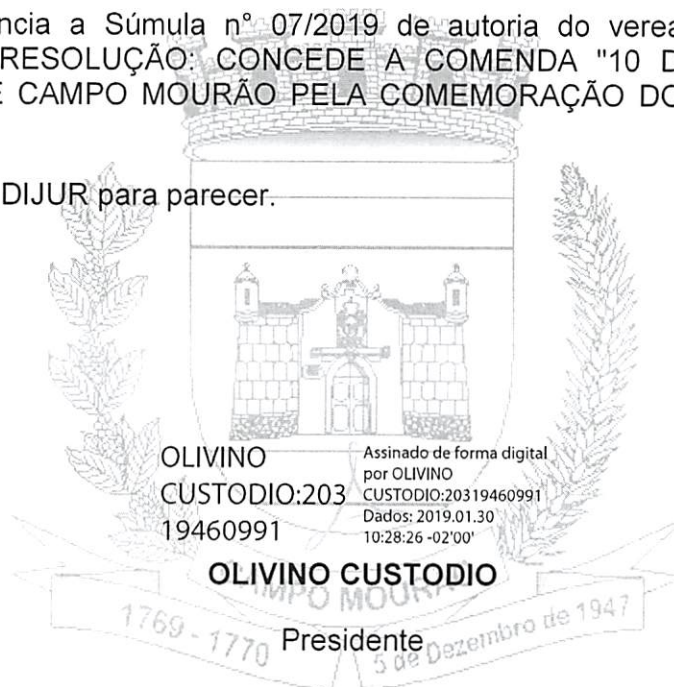 ncia a Súmula n° 07/2019 de autoria do verea
RESOLUÇÃO: CONCEDE A COMENDA "10 D
E CAMPO MOURÃO PELA COMEMORAÇÃO DO
DIJUR para parecer.
OLIVINO
CUSTODIO:203
19460991
Assinado de forma digital
por OLIVINO
CUSTODIO:20319460991
Dados: 2019.01.30
10:28:26 -02'00'
OLIVINO CUSTODIO
CAMPO MOURÃO
Presidente
1769 - 1770
5 de Dezembro de 1947